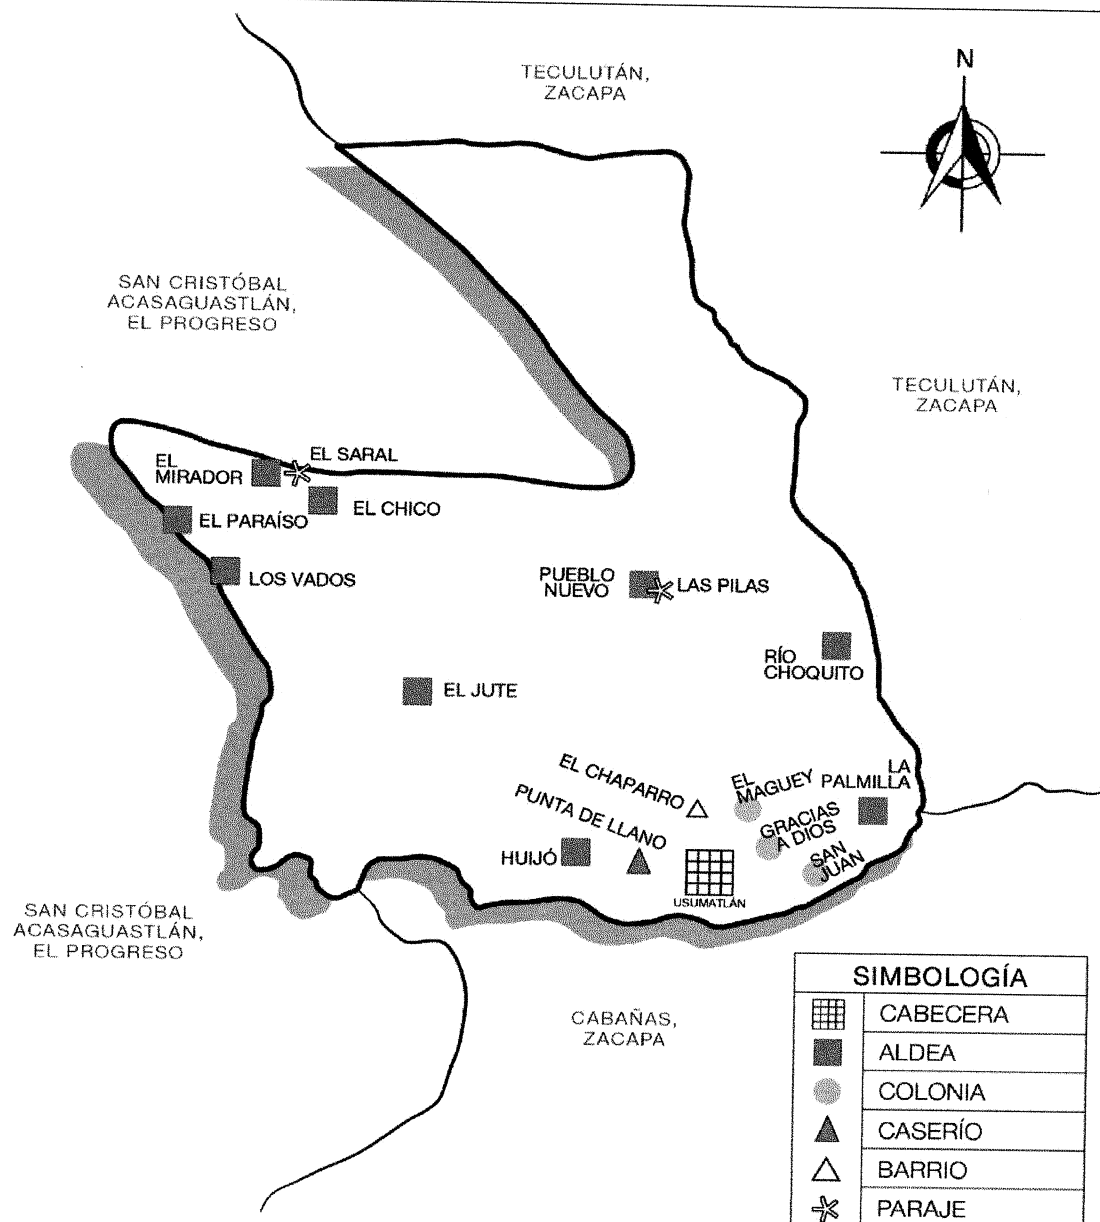 N
TECULUTÁN,
ZACAPA
SAN CRISTÓBAL
ACASAGUASTLÁN,
EL PROGRESO
TECULUTÁN,
ZACAPA
EL
MIRADOR
EL SARAL
EL CHICO
EL PARAÍSO
LOS VADOS
PUEBLO
NUEVO
LAS PILAS
RÍO
CHOQUITO
EL JUTE
EL CHAPARRO
EL
MAGUEY
LA
PALMILLA
PUNTA DE LLANO
GRACIAS
A DIOS
HUIJÓ
SAN
JUAN
USUMATLÁN
SAN CRISTÓBAL
ACASAGUASTLÁN,
EL PROGRESO
CABAÑAS,
ZACAPA
SIMBOLOGÍA
CABECERA
ALDEA
COLONIA
CASERÍO
BARRIO
PARAJE